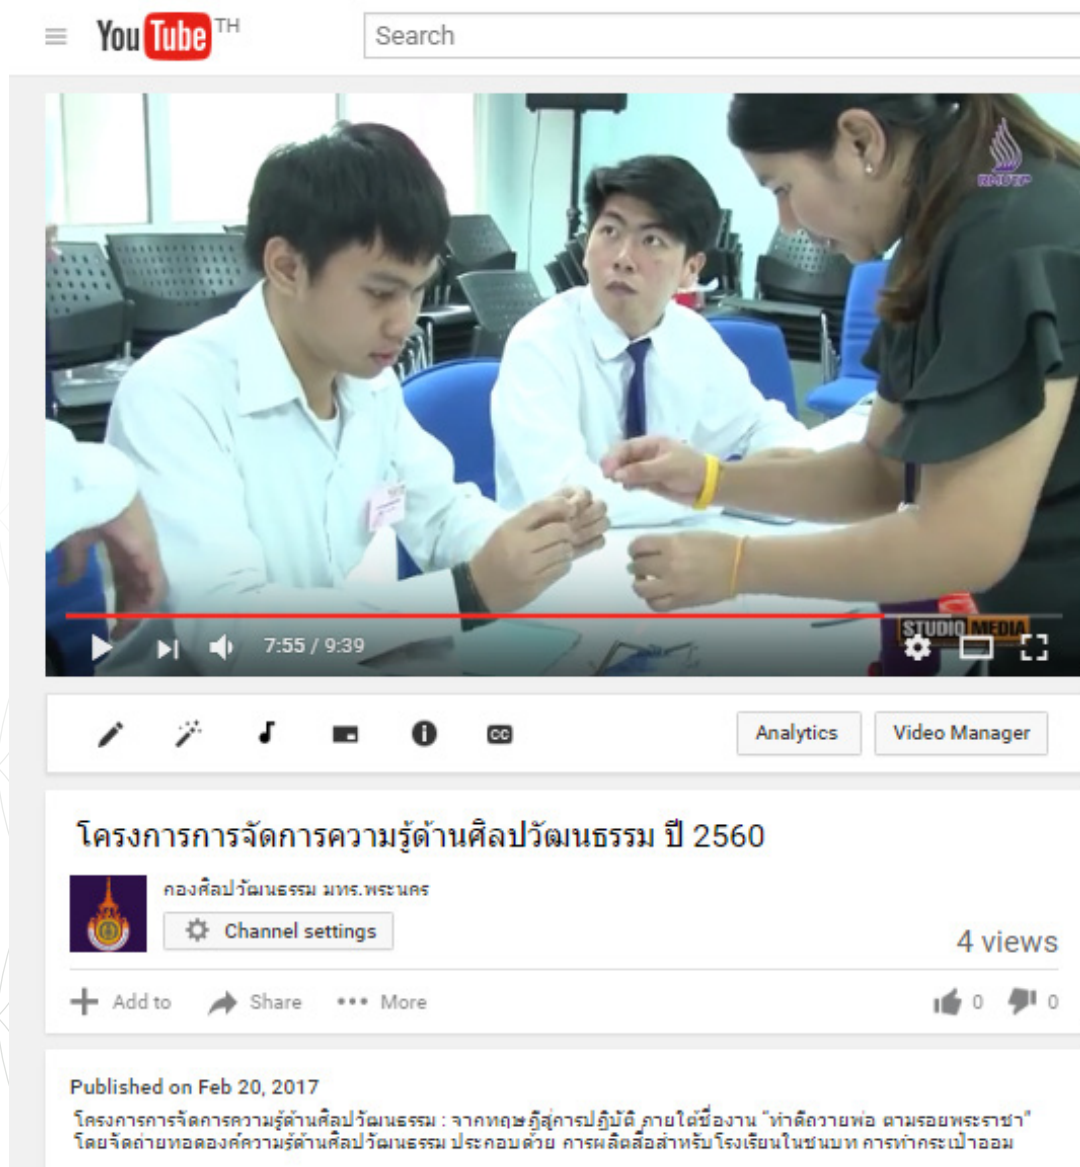 YouTube TH
Search
RMUTP
STUDIO MEDIA
7:55 / 9:39
CC
Analytics
Video Manager
โครงการการจัดการความรู้ด้านศิลปวัฒนธรรม ปี 2560
กองศิลปวัฒนธรรม มทร.พระนคร
Channel settings
4 views
Add to
Share
More
0
0
Published on Feb 20, 2017
โครงการการจัดการความรู้ด้านศิลปวัฒนธรรม : จากทฤษฎีสู่การปฏิบัติ ภายใต้ชื่องาน "ทำดีถวายพ่อ ตามรอยพระราชา"
โดยจัดถ่ายทอดองค์ความรู้ด้านศิลปวัฒนธรรม ประกอบด้วย การผลิตสื่อสำหรับโรงเรียนในชนบท การทำกระเป๋าออม